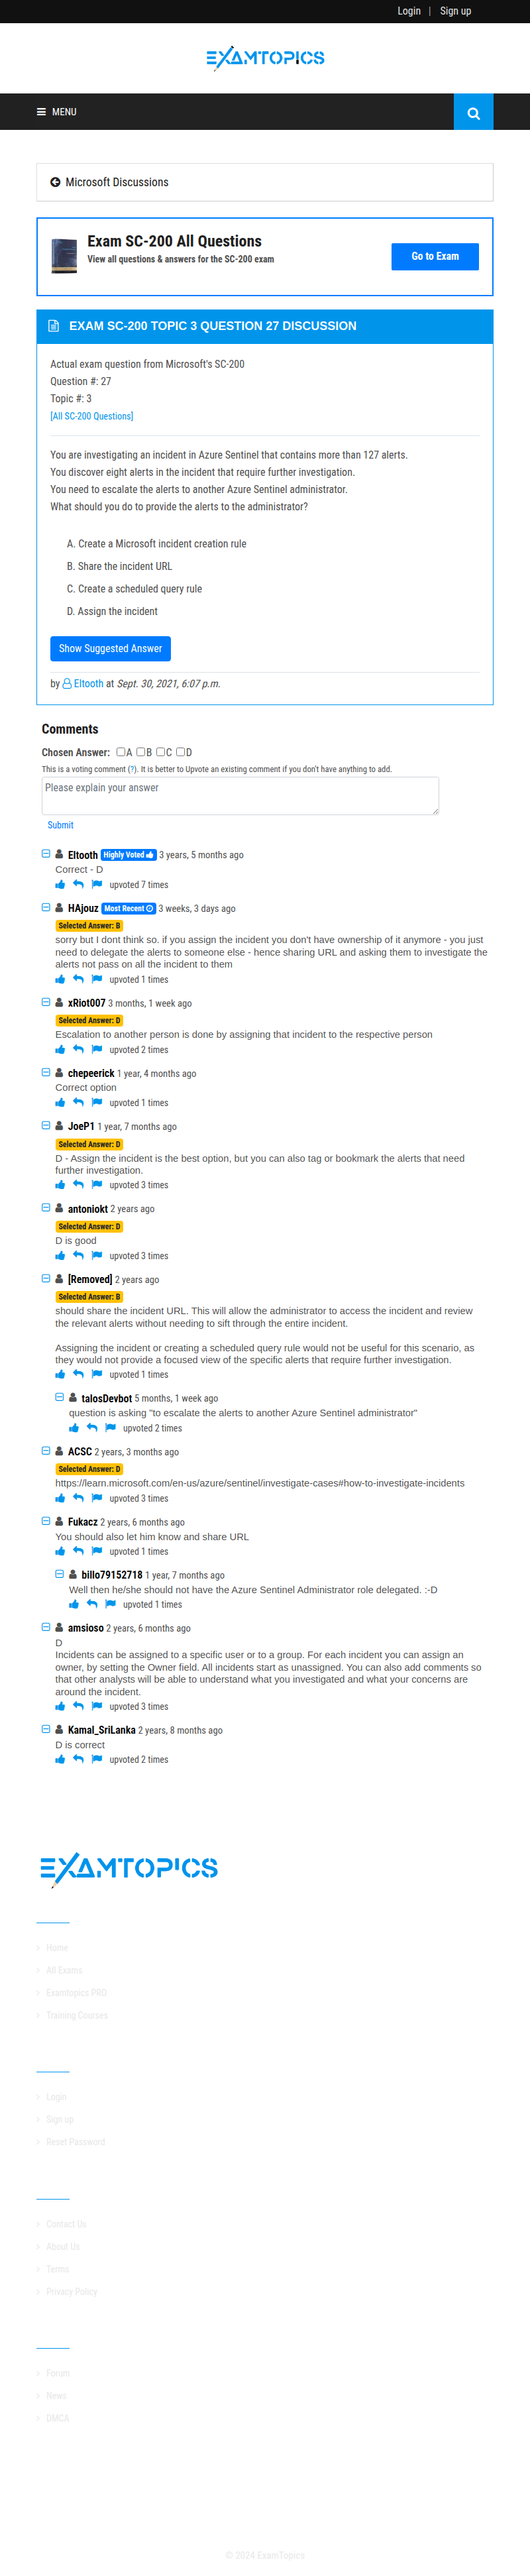 Login | Sign up
EXAMTOPICS
MENU
Microsoft Discussions
Exam SC-200 All Questions
View all questions & answers for the SC-200 exam
Go to Exam
EXAM SC-200 TOPIC 3 QUESTION 27 DISCUSSION
Actual exam question from Microsoft's SC-200
Question #: 27
Topic #: 3
[All SC-200 Questions]
You are investigating an incident in Azure Sentinel that contains more than 127 alerts.
You discover eight alerts in the incident that require further investigation.
You need to escalate the alerts to another Azure Sentinel administrator.
What should you do to provide the alerts to the administrator?
A. Create a Microsoft incident creation rule
B. Share the incident URL
C. Create a scheduled query rule
D. Assign the incident
Show Suggested Answer
by Eltooth at Sept. 30, 2021, 6:07 p.m.
Comments
Chosen Answer: A B C D
This is a voting comment (?). It is better to Upvote an existing comment if you don't have anything to add.
Please explain your answer
Submit
Eltooth Highly Voted 3 years, 5 months ago
Correct - D
upvoted 7 times
HAjouz Most Recent 3 weeks, 3 days ago
Selected Answer: B
sorry but I dont think so. if you assign the incident you don't have ownership of it anymore - you just
need to delegate the alerts to someone else - hence sharing URL and asking them to investigate the
alerts not pass on all the incident to them
upvoted 1 times
xRiot007 3 months, 1 week ago
Selected Answer: D
Escalation to another person is done by assigning that incident to the respective person
upvoted 2 times
chepeerick 1 year, 4 months ago
Correct option
upvoted 1 times
JoeP1 1 year, 7 months ago
Selected Answer: D
D - Assign the incident is the best option, but you can also tag or bookmark the alerts that need
further investigation.
upvoted 3 times
antoniokt 2 years ago
Selected Answer: D
D is good
upvoted 3 times
[Removed] 2 years ago
Selected Answer: B
should share the incident URL. This will allow the administrator to access the incident and review
the relevant alerts without needing to sift through the entire incident.
Assigning the incident or creating a scheduled query rule would not be useful for this scenario, as
they would not provide a focused view of the specific alerts that require further investigation.
upvoted 1 times
talosDevbot 5 months, 1 week ago
question is asking "to escalate the alerts to another Azure Sentinel administrator"
upvoted 2 times
ACSC 2 years, 3 months ago
Selected Answer: D
https://learn.microsoft.com/en-us/azure/sentinel/investigate-cases#how-to-investigate-incidents
upvoted 3 times
Fukacz 2 years, 6 months ago
You should also let him know and share URL
upvoted 1 times
billo79152718 1 year, 7 months ago
Well then he/she should not have the Azure Sentinel Administrator role delegated. :-D
upvoted 1 times
amsioso 2 years, 6 months ago
D
Incidents can be assigned to a specific user or to a group. For each incident you can assign an
owner, by setting the Owner field. All incidents start as unassigned. You can also add comments so
that other analysts will be able to understand what you investigated and what your concerns are
around the incident.
upvoted 3 times
Kamal_SriLanka 2 years, 8 months ago
D is correct
upvoted 2 times
EXAMTOPICS
Home
All Exams
Examtopics PRO
Training Courses
Login
Sign up
Reset Password
Contact Us
About Us
Terms
Privacy Policy
Forum
News
DMCA
© 2024 ExamTopics